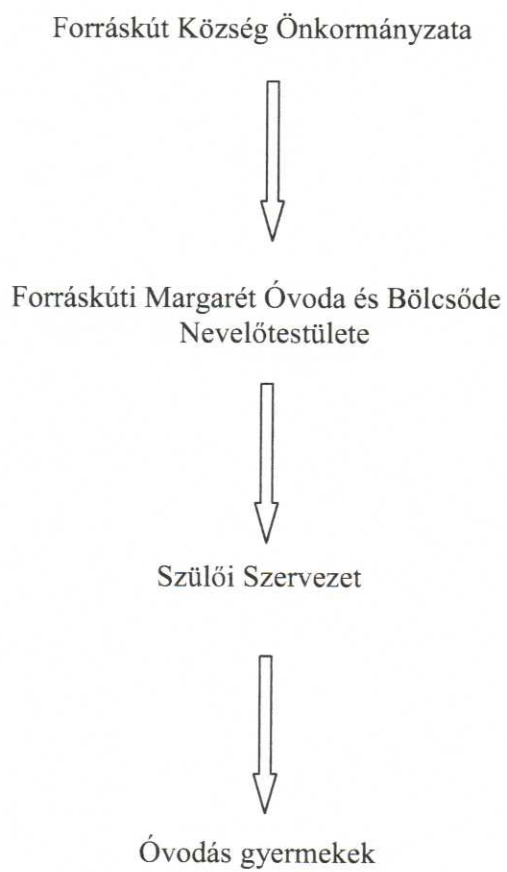 Forráskút Község Önkormányzata
Forráskúti Margarét Óvoda és Bölcsőde
Nevelőtestülete
Szülői Szervezet
Óvodás gyermekek